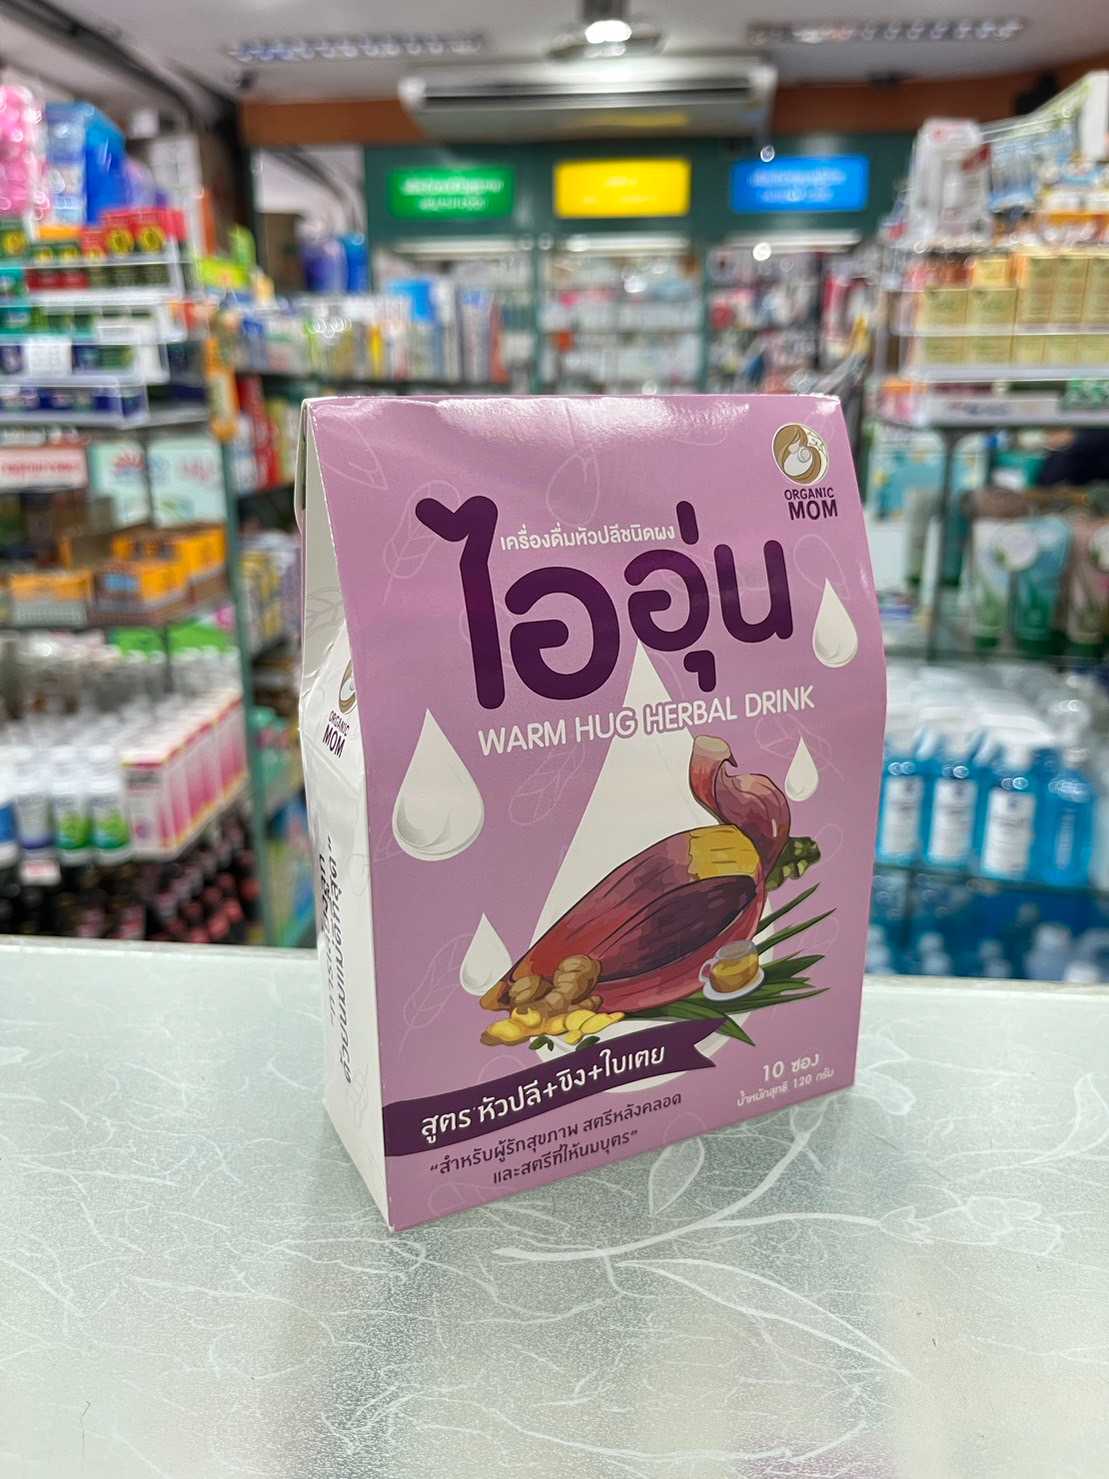 ORGANIC
MOM
เครื่องดื่มหัวปลีชนิดผง
ไออุ่น
WARM HUG HERBAL DRINK
ORGANIC
MOM
สูตร หัวปลี+ขิง+ใบเตย
10 ซอง
น้ำหนักสุทธิ 120 กรัม
"สำหรับผู้รักสุขภาพ สตรีหลังคลอด
และสตรีที่ให้นมบุตร"